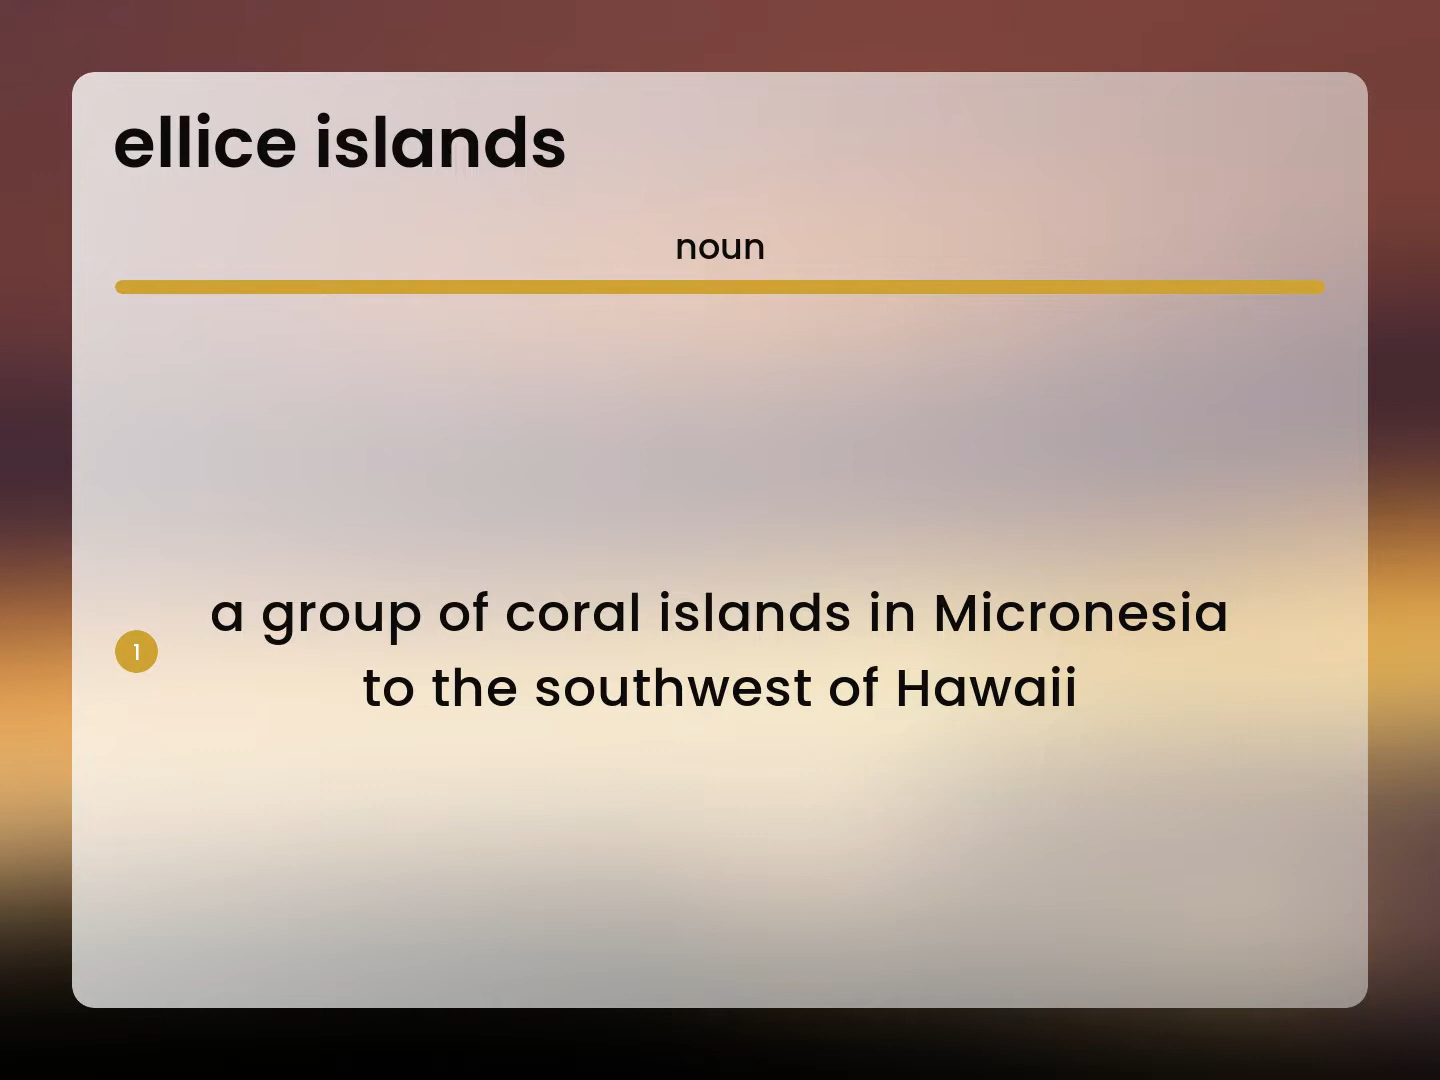 ellice islands
noun
1
a group of coral islands in Micronesia
to the southwest of Hawaii